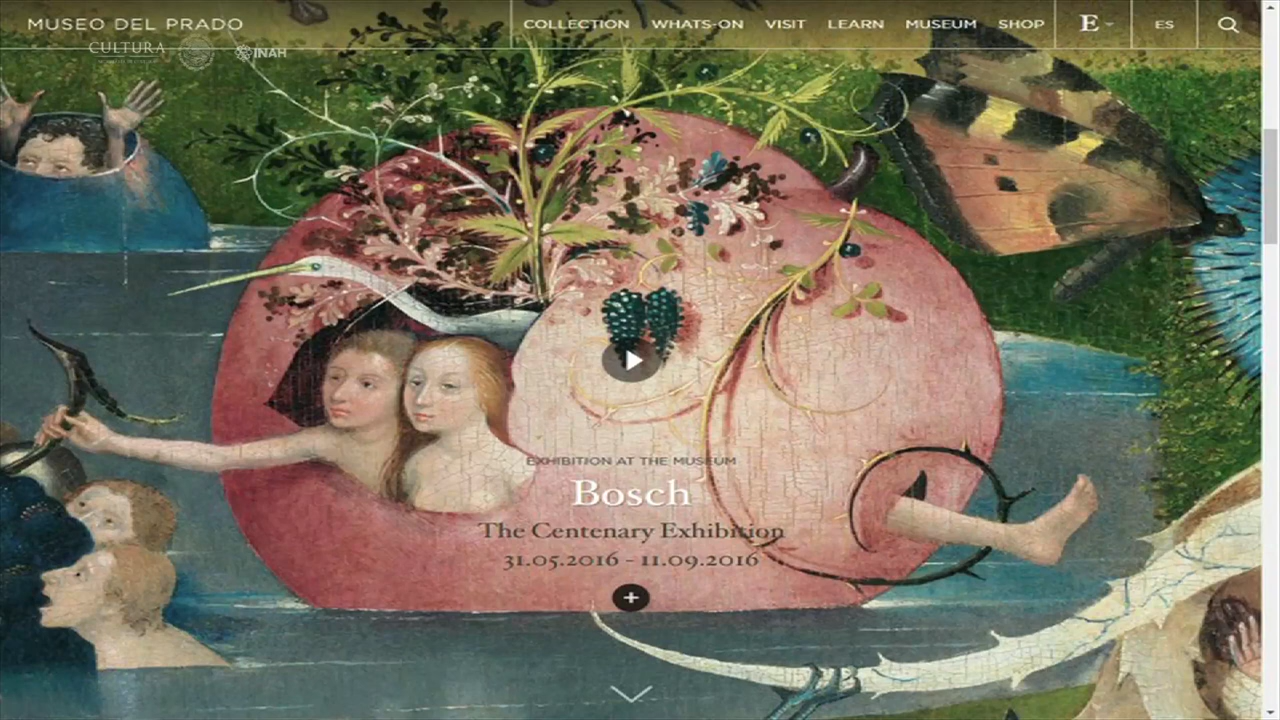 MUSEO DEL PRADO
COLLECTION WHATS-ON VISIT LEARN MUSEUM SHOP E ES
CULTURA
INAH
EXHIBITION AT THE MUSEUM
Bosch
The Centenary Exhibition
31.05.2016 - 11.09.2016